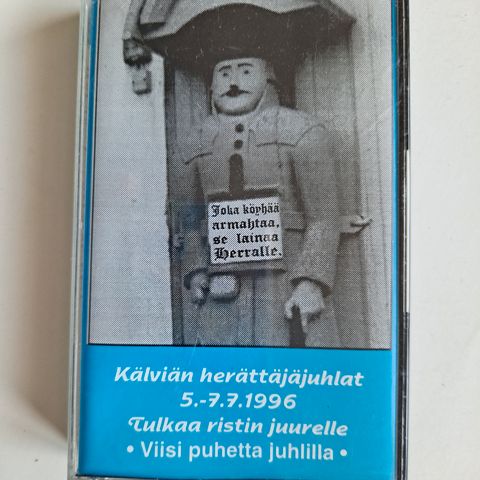 Joka köyhää
armahtaa,
se lainaa
Herralle.
Kälviän herättäjäjuhlat
5.-7.7.1996
Tulkaa ristin juurelle
• Viisi puhetta juhlilla •